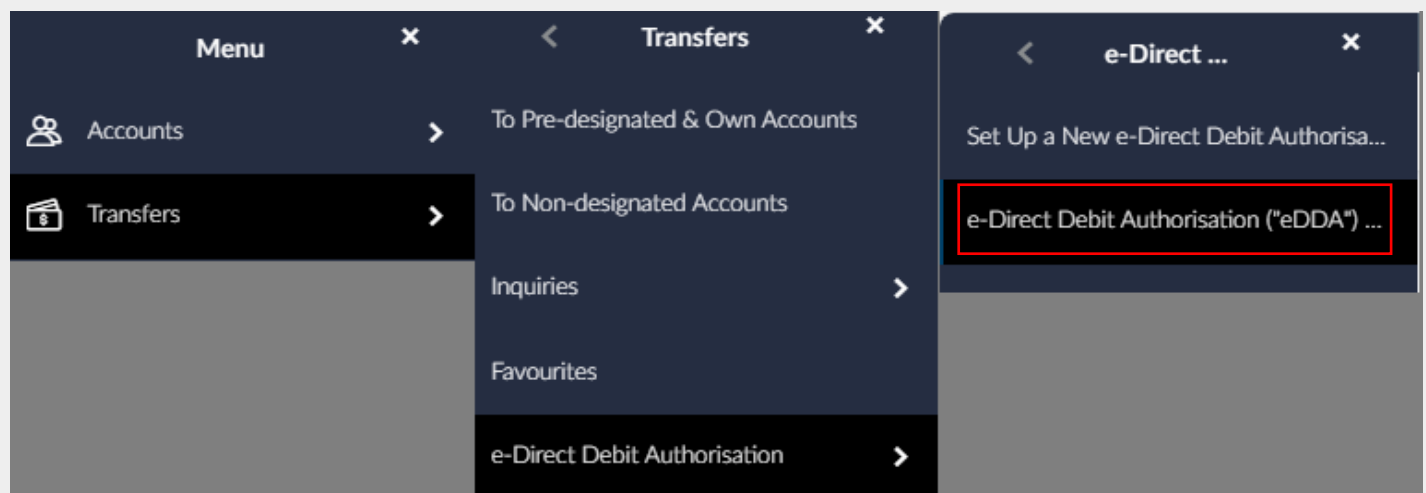 Menu
Accounts
Transfers
Transfers
To Pre-designated & Own Accounts
To Non-designated Accounts
Inquiries
Favourites
e-Direct Debit Authorisation
e-Direct ...
Set Up a New e-Direct Debit Authorisa...
e-Direct Debit Authorisation ("eDDA") ...